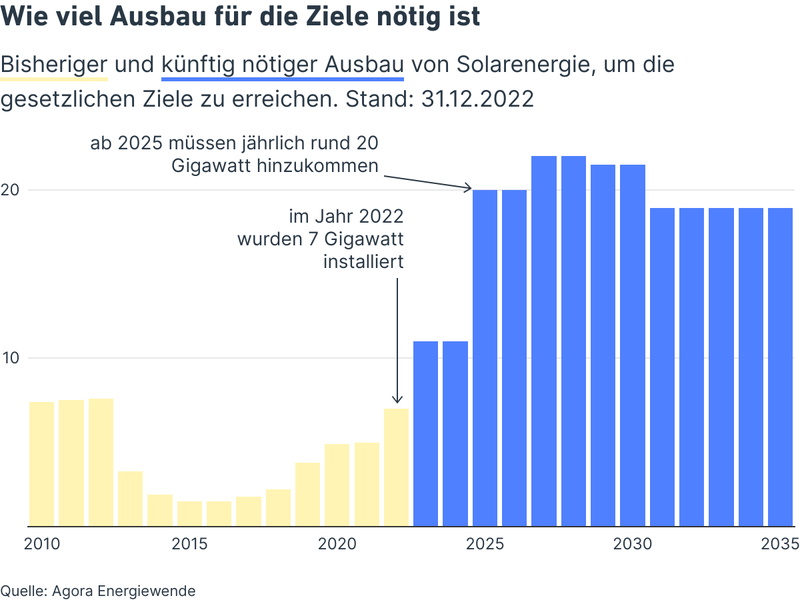 Wie viel Ausbau für die Ziele nötig ist
Bisheriger und künftig nötiger Ausbau von Solarenergie, um die
gesetzlichen Ziele zu erreichen. Stand: 31.12.2022
ab 2025 müssen jährlich rund 20
Gigawatt hinzukommen
20
im Jahr 2022
wurden 7 Gigawatt
installiert
10
2010 2015 2020 2025 2030 2035
Quelle: Agora Energiewende